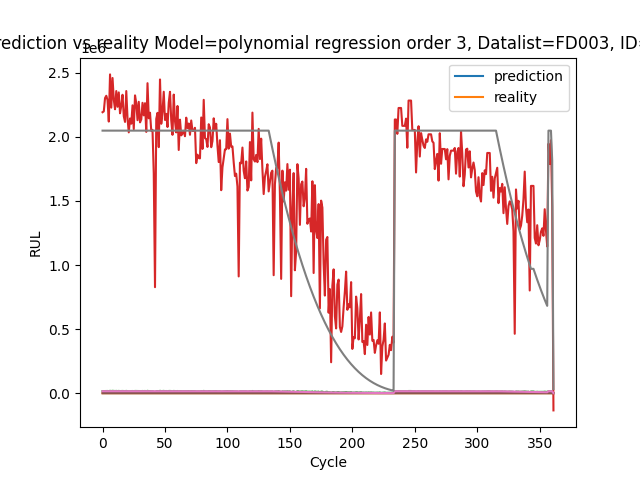 rediction vs reality Model=polynomial regression order 3, Datalist=FD003, ID=
1e6
2.5
2.0
1.5
1.0
0.5
0.0
RUL
prediction
reality
0 50 100 150 200 250 300 350
Cycle